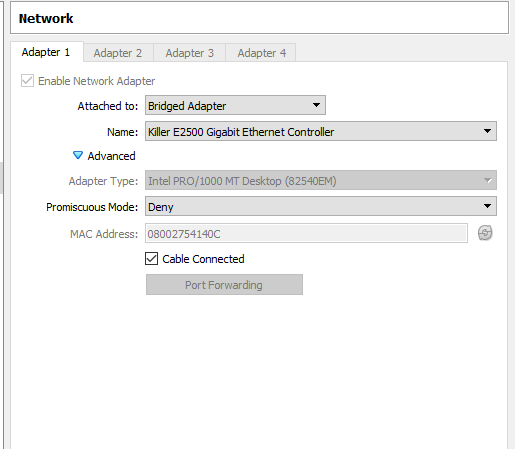 Network
Adapter 1 Adapter 2 Adapter 3 Adapter 4
Enable Network Adapter
Attached to: Bridged Adapter
Name: Killer E2500 Gigabit Ethernet Controller
Advanced
Adapter Type: Intel PRO/1000 MT Desktop (82540EM)
Promiscuous Mode: Deny
MAC Address: 08002754140C
Cable Connected
Port Forwarding